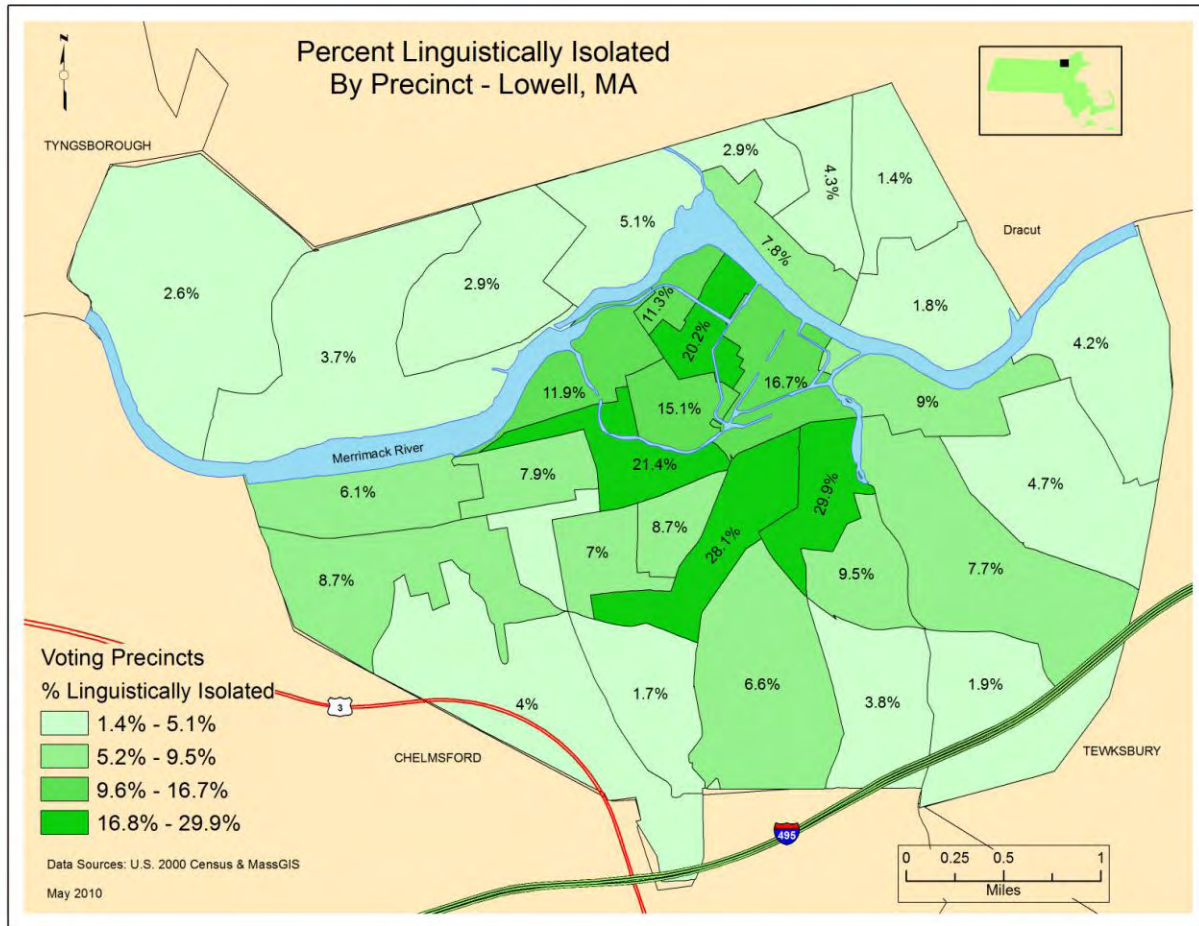 Percent Linguistically Isolated
By Precinct - Lowell, MA
z
TYNGSBOROUGH
2.9%
4.3%
1.4%
5.1%
Dracut
7.8%
2.6%
2.9%
1.8%
4.2%
11.3%
3.7%
20.2%
16.7%
11.9%
15.1%
9%
Merrimack River
21.4%
7.9%
6.1%
29.9%
4.7%
8.7%
7%
28.1%
8.7%
9.5%
7.7%
Voting Precincts
% Linguistically Isolated
1.4% - 5.1%
5.2% - 9.5%
9.6% - 16.7%
16.8% - 29.9%
3
4%
1.7%
6.6%
3.8%
1.9%
CHELMSFORD
TEWKSBURY
495
Data Sources: U.S. 2000 Census & MassGIS
May 2010
0 0.25 0.5 1
Miles